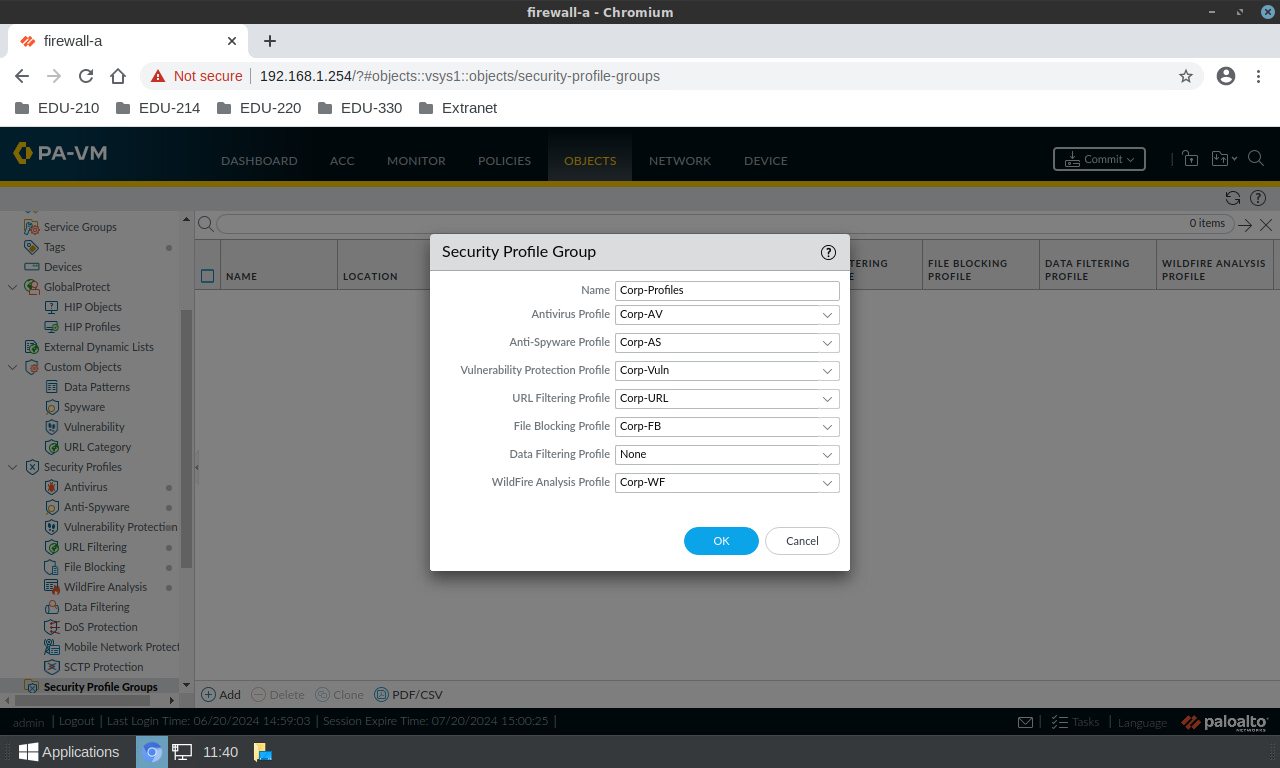 firewall-a - Chromium
firewall-a
Not secure 192.168.1.254/?#objects::vsys1::objects/security-profile-groups
EDU-210 EDU-214 EDU-220 EDU-330 Extranet
PA-VM DASHBOARD ACC MONITOR POLICIES OBJECTS NETWORK DEVICE Commit
Service Groups
Tags
Devices
GlobalProtect
HIP Objects
HIP Profiles
External Dynamic Lists
Custom Objects
Data Patterns
Spyware
Vulnerability
URL Category
Security Profiles
Antivirus
Anti-Spyware
Vulnerability Protection
URL Filtering
File Blocking
WildFire Analysis
Data Filtering
DoS Protection
Mobile Network Protect
SCTP Protection
Security Profile Groups
0 items
NAME LOCATION
FILE BLOCKING
PROFILE
DATA FILTERING
PROFILE
WILDFIRE ANALYSIS
PROFILE
Security Profile Group
Name Corp-Profiles
Antivirus Profile Corp-AV
Anti-Spyware Profile Corp-AS
Vulnerability Protection Profile Corp-Vuln
URL Filtering Profile Corp-URL
File Blocking Profile Corp-FB
Data Filtering Profile None
WildFire Analysis Profile Corp-WF
OK Cancel
Add Delete Clone PDF/CSV
admin | Logout | Last Login Time: 06/20/2024 14:59:03 | Session Expire Time: 07/20/2024 15:00:25 |
Tasks | Language paloalto
NETWORKS
Applications 11:40